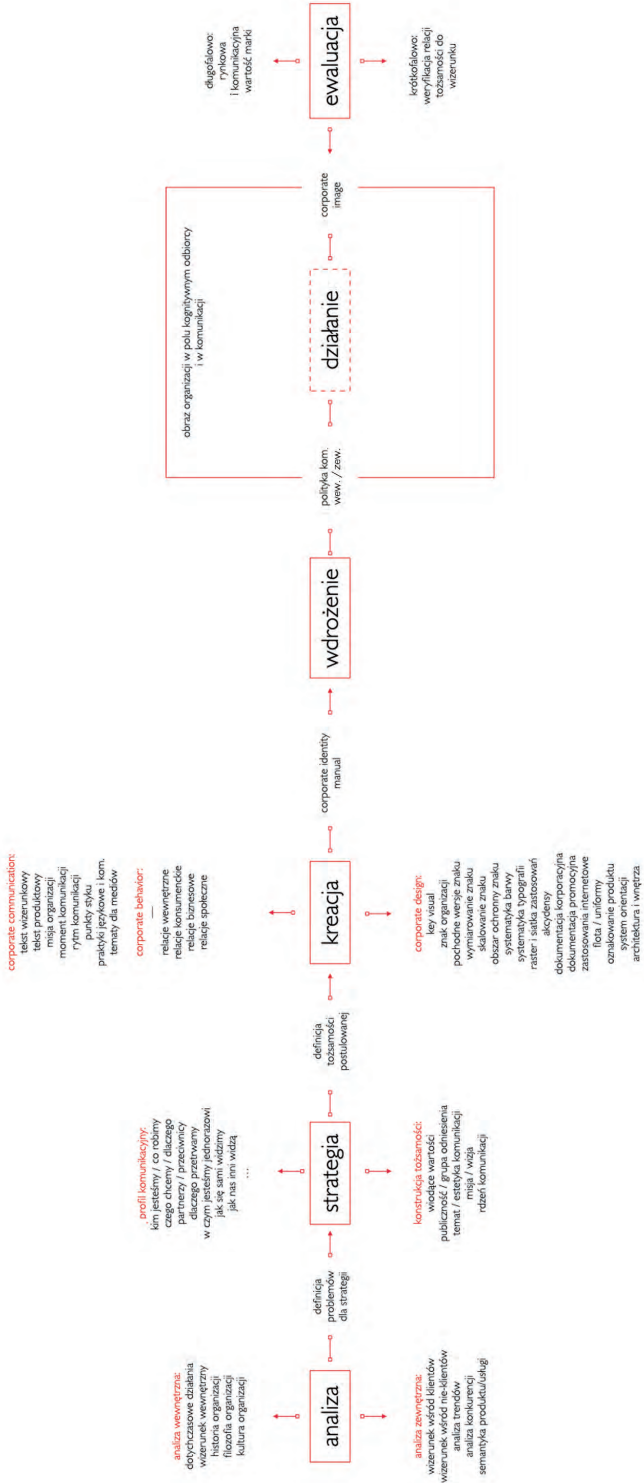 analiza wewnętrzna:
dotychczasowe działania
wizerunek wewnętrzny
historia organizacji
filozofia organizacji
kultura organizacji
analiza
analiza zewnętrzna:
wizerunek wśród klientów
wizerunek wśród nie-klientów
analiza trendów
analiza konkurencji
semantyka produktu/usługi
definicja
problemów
dla strategii
profil komunikacyjny:
kim jesteśmy / co robimy
czego chcemy / dlaczego
partnerzy / przeciwnicy
dlaczego przetrwamy
w czym jesteśmy jednorazowi
jak się sami widzimy
jak nas inni widzą
...
strategia
konstrukcja tożsamości:
wiodące wartości
publiczność / grupa odniesienia
temat / estetyka komunikacji
misja / wizja
rdzeń komunikacji
definicja
tożsamości
postulowanej
corporate communication:
tekst wizerunkowy
tekst produktowy
misja organizacji
moment komunikacji
rytm komunikacji
punkty styku
praktyki językowe i kom.
tematy dla mediów
corporate behavior:
—
relacje wewnętrzne
relacje konsumenckie
relacje biznesowe
relacje społeczne
kreacja
corporate design:
key visual
znak organizacji
pochodne wersje znaku
wymiarowanie znaku
skalowanie znaku
obszar ochronny znaku
systematyka barwy
systematyka typografii
raster i siatka zastosowań
akcydensy
dokumentacja korporacyjna
dokumentacja promocyjna
zastosowania internetowe
flota / uniformy
oznakowanie produktu
system orientacji
architektura i wnętrza
corporate identity
manual
wdrożenie
polityka kom.
wew. / zew.
obraz organizacji w polu kognitywnym odbiorcy
i w komunikacji
działanie
corporate
image
długofalowo:
rynkowa
i komunikacyjna
wartość marki
ewaluacja
krótkofalowo:
weryfikacja relacji
tożsamości do
wizerunku